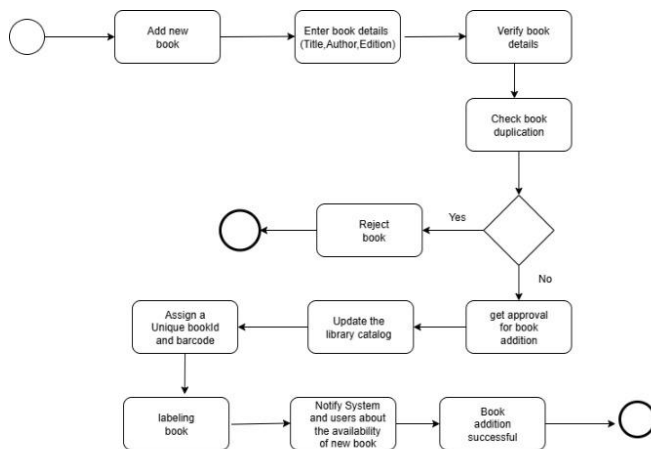 Add new
book
Enter book details
(Title,Author,Edition)
Verify book
details
Check book
duplication
Yes
Reject
book
No
get approval
for book
addition
Update the
library catalog
Assign a
Unique bookId
and barcode
labeling
book
Notify System
and users about
the availability
of new book
Book
addition
successful